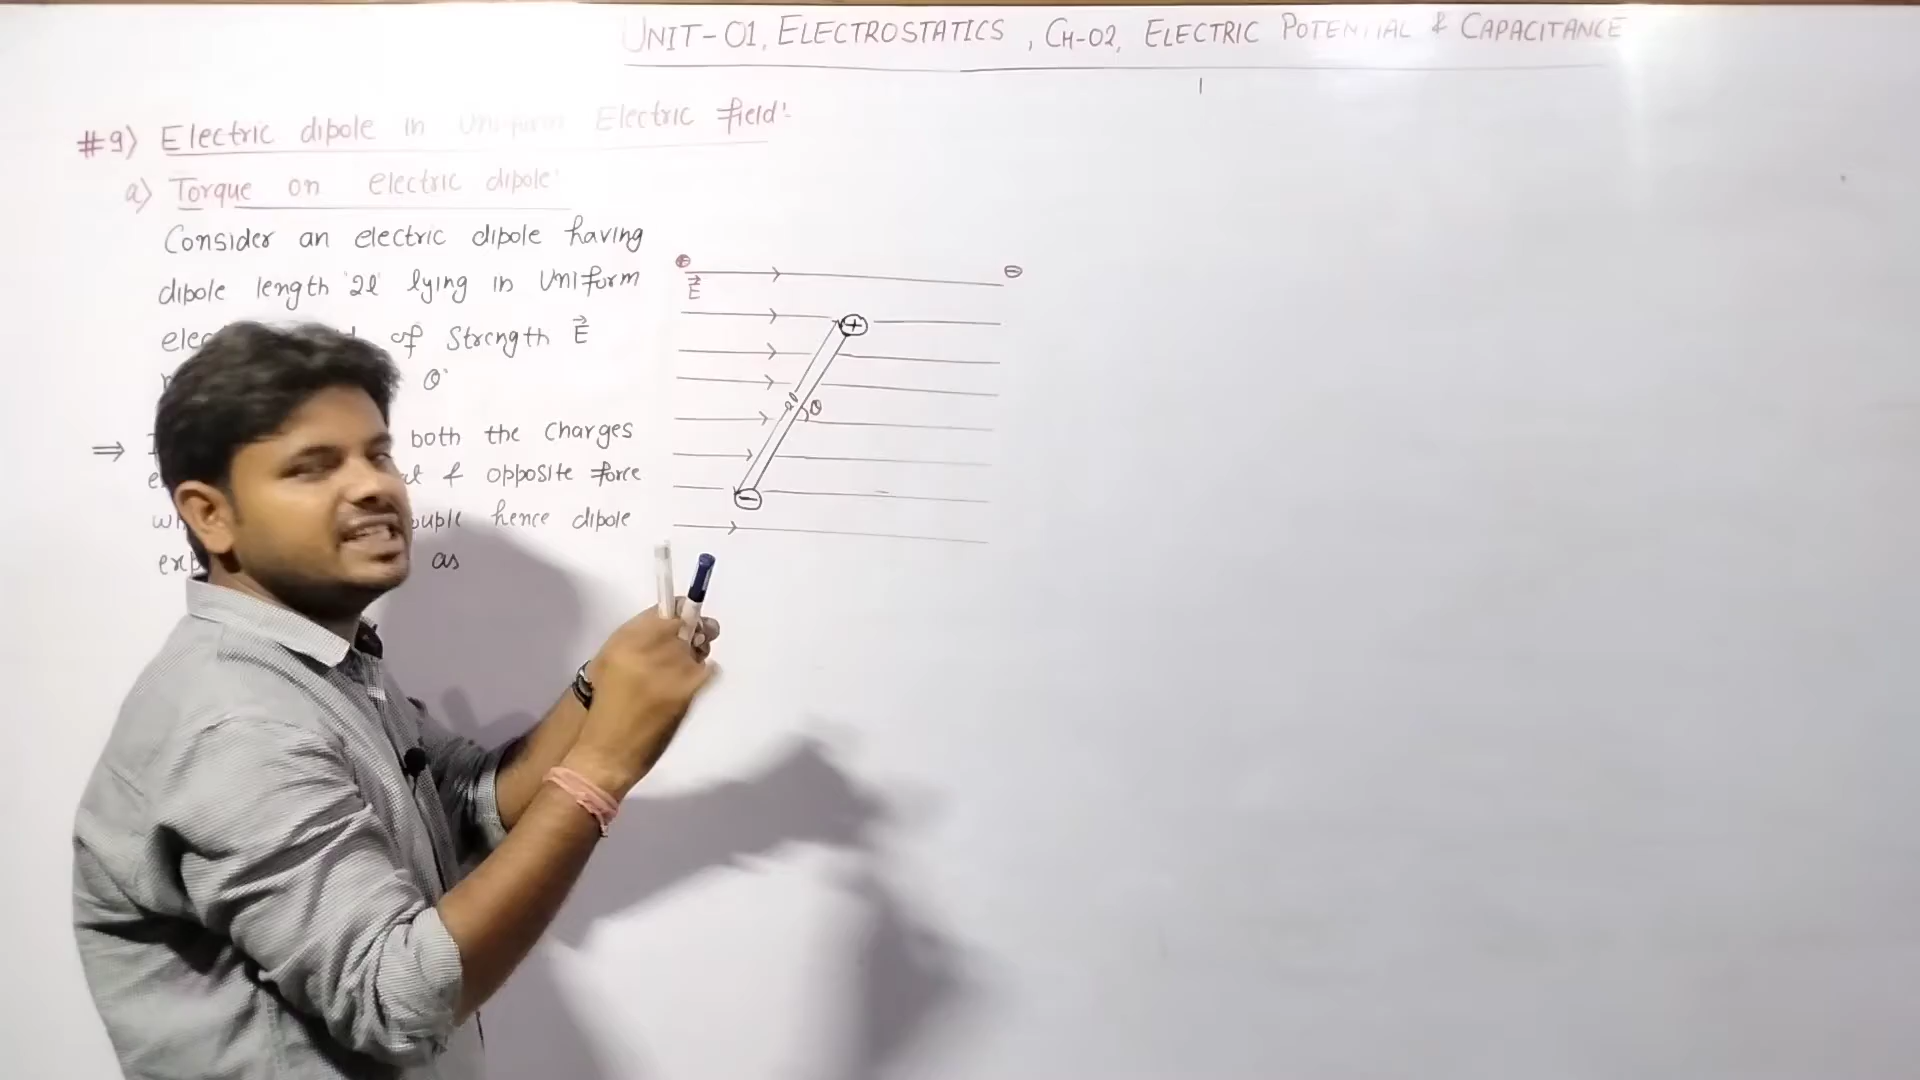 UNIT-01, ELECTROSTATICS , CH-02, ELECTRIC POTENTIAL & CAPACITANCE
#9) Electric dipole in Uniform Electric field:
a) Torque on electric dipole
Consider an electric dipole having
dipole length '2l' lying in Uniform
of Strength E⃗
θ
⇒ both the Charges
& opposite force
hence dipole
as
⊕ ⊖
E⃗
+
2l θ
−